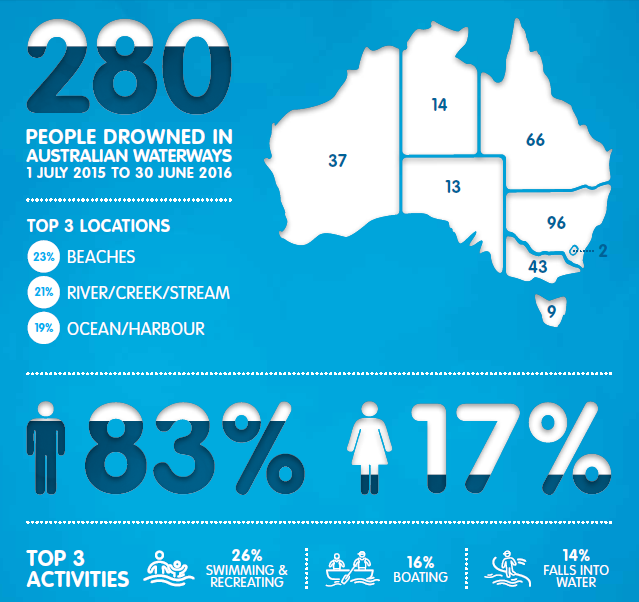 280
PEOPLE DROWNED IN
AUSTRALIAN WATERWAYS
1 JULY 2015 TO 30 JUNE 2016
TOP 3 LOCATIONS
23% BEACHES
21% RIVER/CREEK/STREAM
19% OCEAN/HARBOUR
14
37
66
13
96
2
43
9
83%
17%
TOP 3
ACTIVITIES
26%
SWIMMING &
RECREATING
16%
BOATING
14%
FALLS INTO
WATER